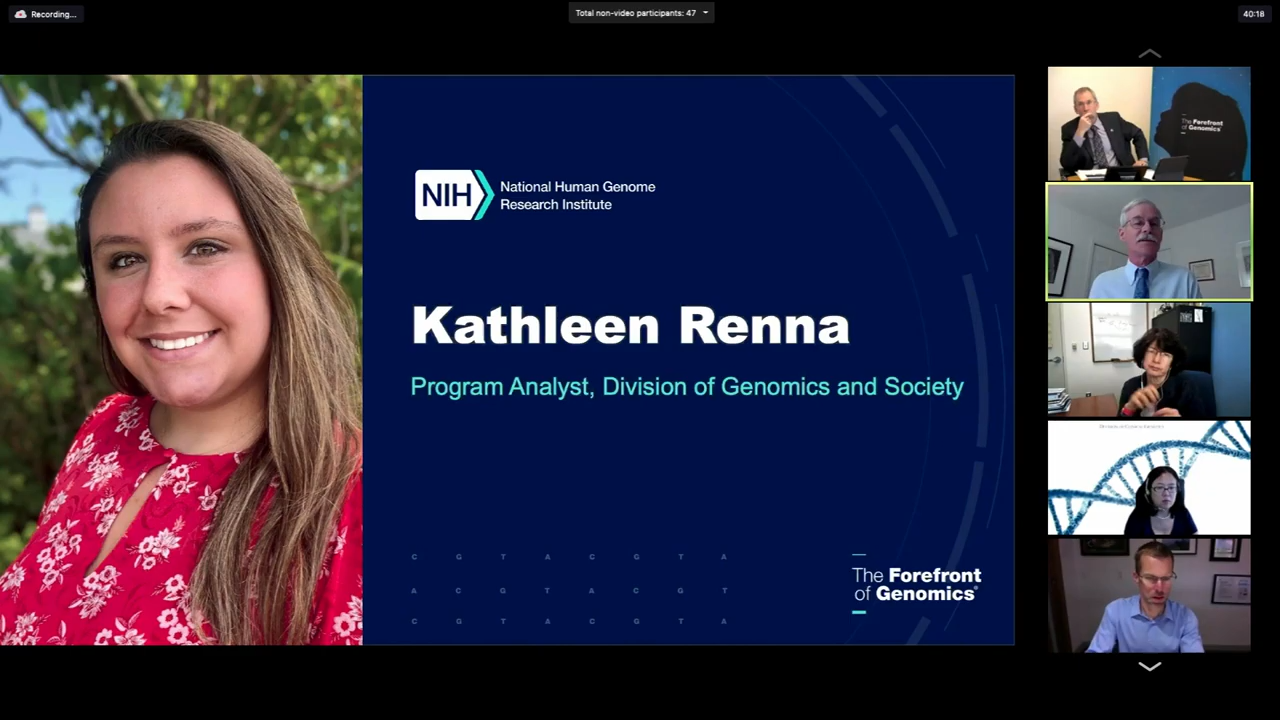 Recording...
Total non-video participants: 47
40:18
NIH
National Human Genome
Research Institute
Kathleen Renna
Program Analyst, Division of Genomics and Society
C G T A C G T A
A C G T A C G T
C G T A C G T A
The Forefront
of Genomics®
The Forefront
of Genomics®